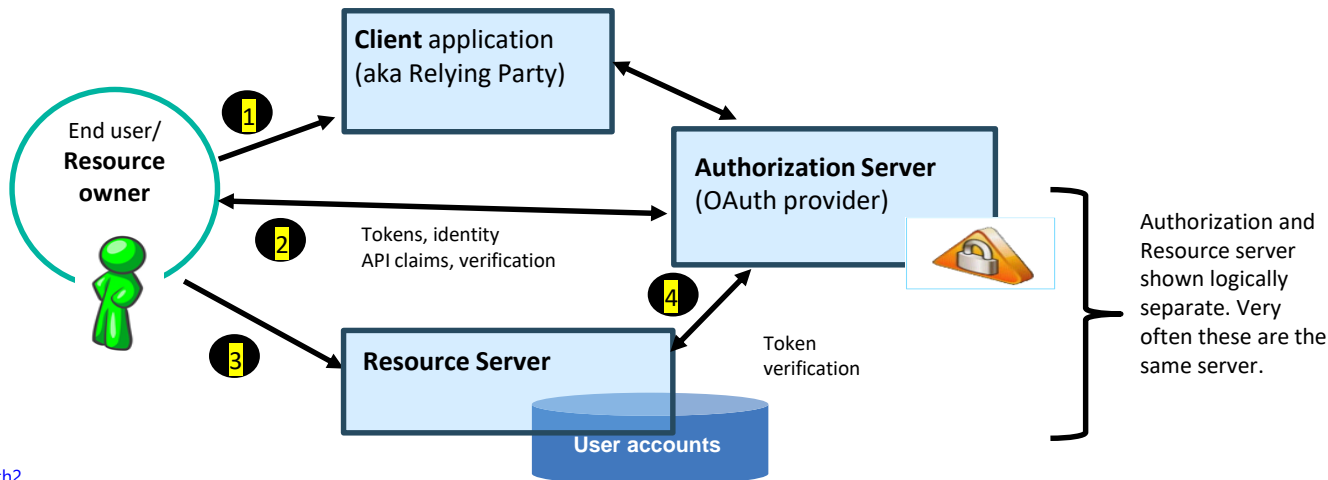 Client application
(aka Relying Party)
1
End user/
Resource
owner
Authorization Server
(OAuth provider)
2
Tokens, identity
API claims, verification
4
Authorization and
Resource server
shown logically
separate. Very
often these are the
same server.
3
Resource Server
Token
verification
User accounts